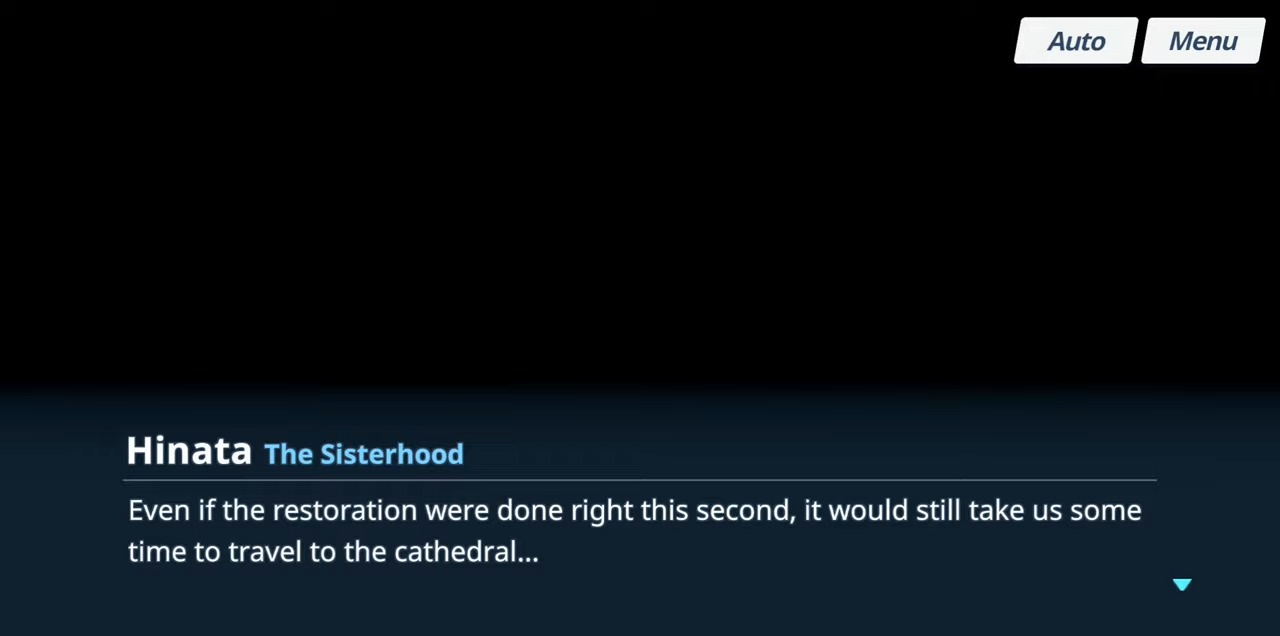 Auto Menu
Hinata The Sisterhood
Even if the restoration were done right this second, it would still take us some
time to travel to the cathedral...